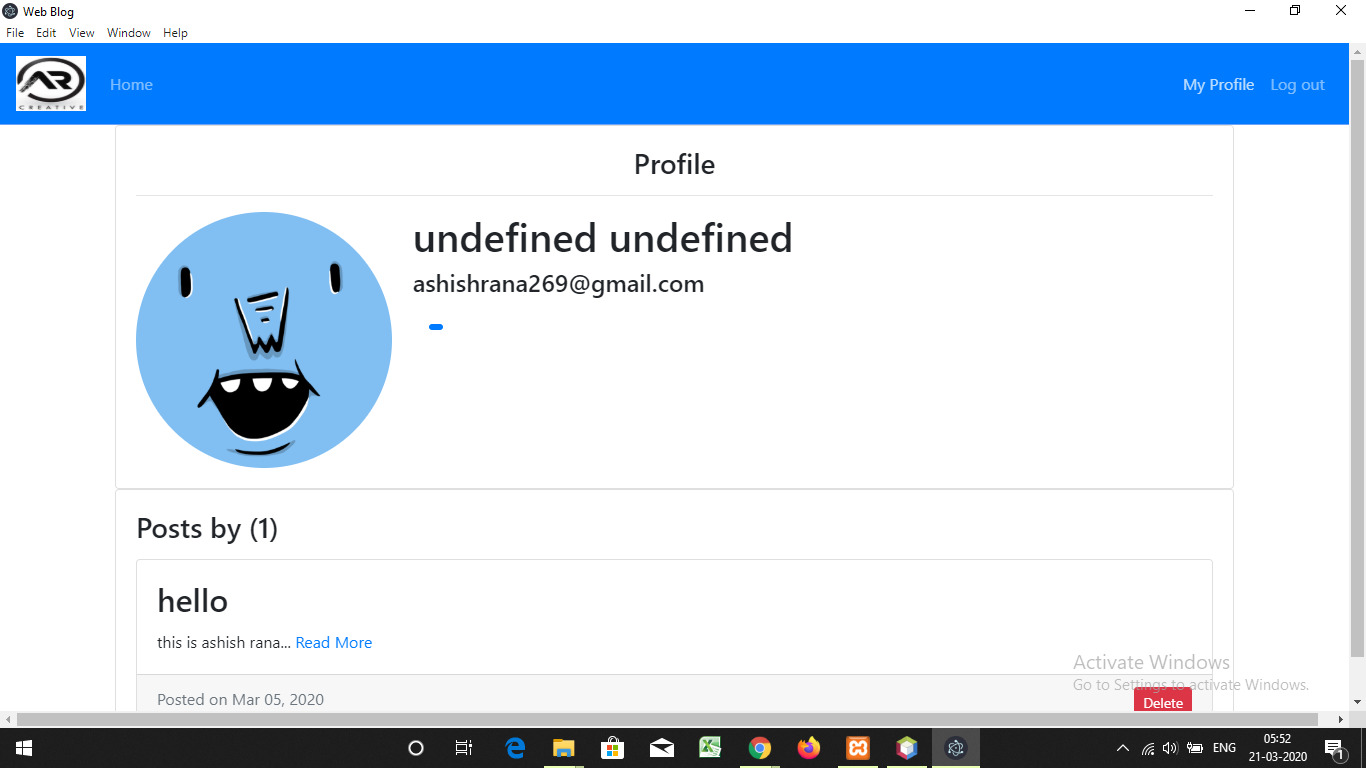 Web Blog
File Edit View Window Help
AR
CREATIVE
Home
My Profile Log out
Profile
undefined undefined
ashishrana269@gmail.com
Posts by (1)
hello
this is ashish rana... Read More
Activate Windows
Go to Settings to activate Windows.
Posted on Mar 05, 2020
Delete
ENG
05:52
21-03-2020
1